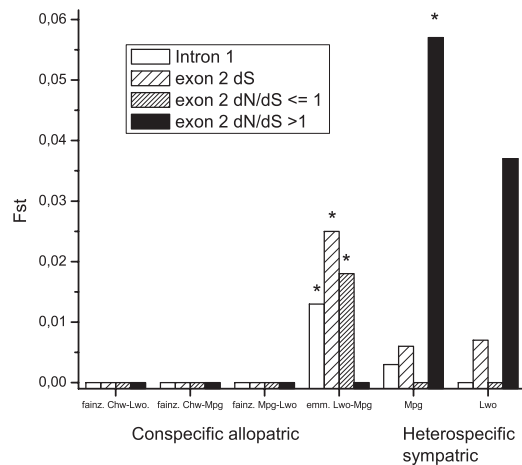 0,06
0,05
0,04
0,03
0,02
0,01
0,00
Fst
Intron 1
exon 2 dS
exon 2 dN/dS <= 1
exon 2 dN/dS >1
*
*
*
*
fainz. Chw-Lwo.
fainz. Chw-Mpg
fainz. Mpg-Lwo
emm. Lwo-Mpg
Mpg
Lwo
Conspecific allopatric
Heterospecific
sympatric